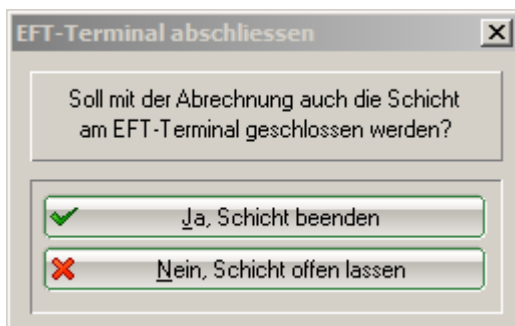 EFT-Terminal abschliessen
Soll mit der Abrechnung auch die Schicht
am EFT-Terminal geschlossen werden?
Ja, Schicht beenden
Nein, Schicht offen lassen